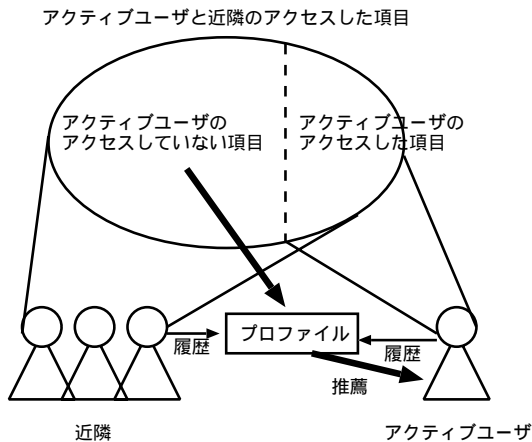 アクティブユーザと近隣のアクセスした項目
アクティブユーザの
アクセスしていない項目
アクティブユーザの
アクセスした項目
プロファイル
履歴
履歴
推薦
近隣
アクティブユーザ